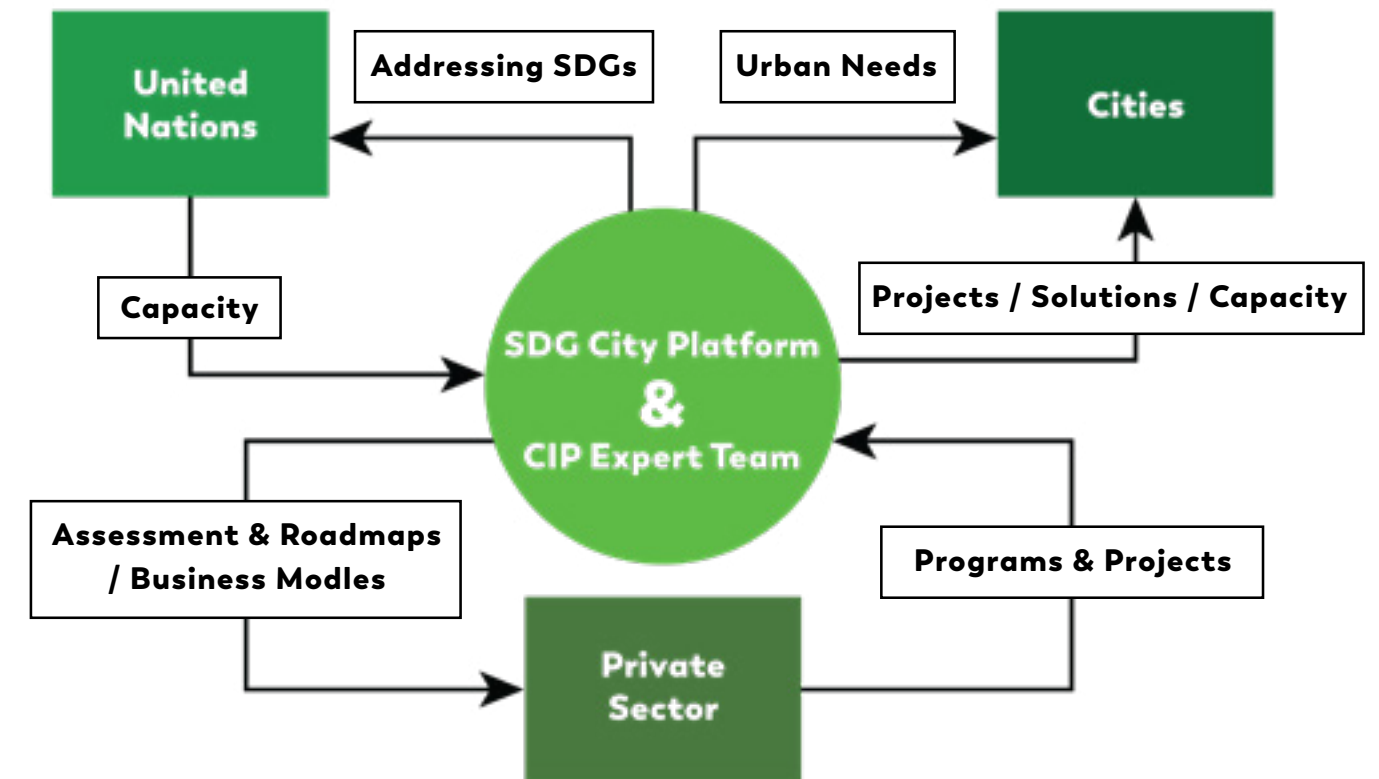 United
Nations
Addressing SDGs
Urban Needs
Cities
Capacity
Projects / Solutions / Capacity
SDG City Platform
&
CIP Expert Team
Assessment & Roadmaps
/ Business Modles
Programs & Projects
Private
Sector